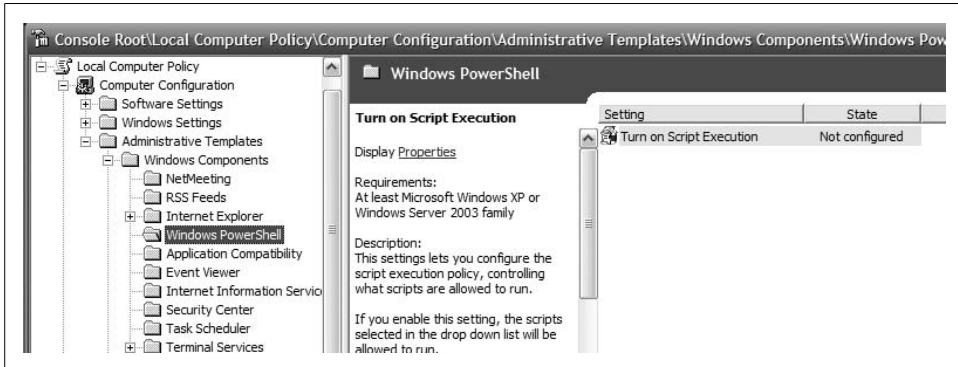 Console Root\Local Computer Policy\Computer Configuration\Administrative Templates\Windows Components\Windows Pow
Local Computer Policy
Computer Configuration
Software Settings
Windows Settings
Administrative Templates
Windows Components
NetMeeting
RSS Feeds
Internet Explorer
Windows PowerShell
Application Compatibility
Event Viewer
Internet Information Servic
Security Center
Task Scheduler
Terminal Services
Windows PowerShell
Turn on Script Execution
Display Properties
Requirements:
At least Microsoft Windows XP or
Windows Server 2003 family
Description:
This settings lets you configure the
script execution policy, controlling
what scripts are allowed to run.
If you enable this setting, the scripts
selected in the drop down list will be
allowed to run.
Setting State
Turn on Script Execution Not configured